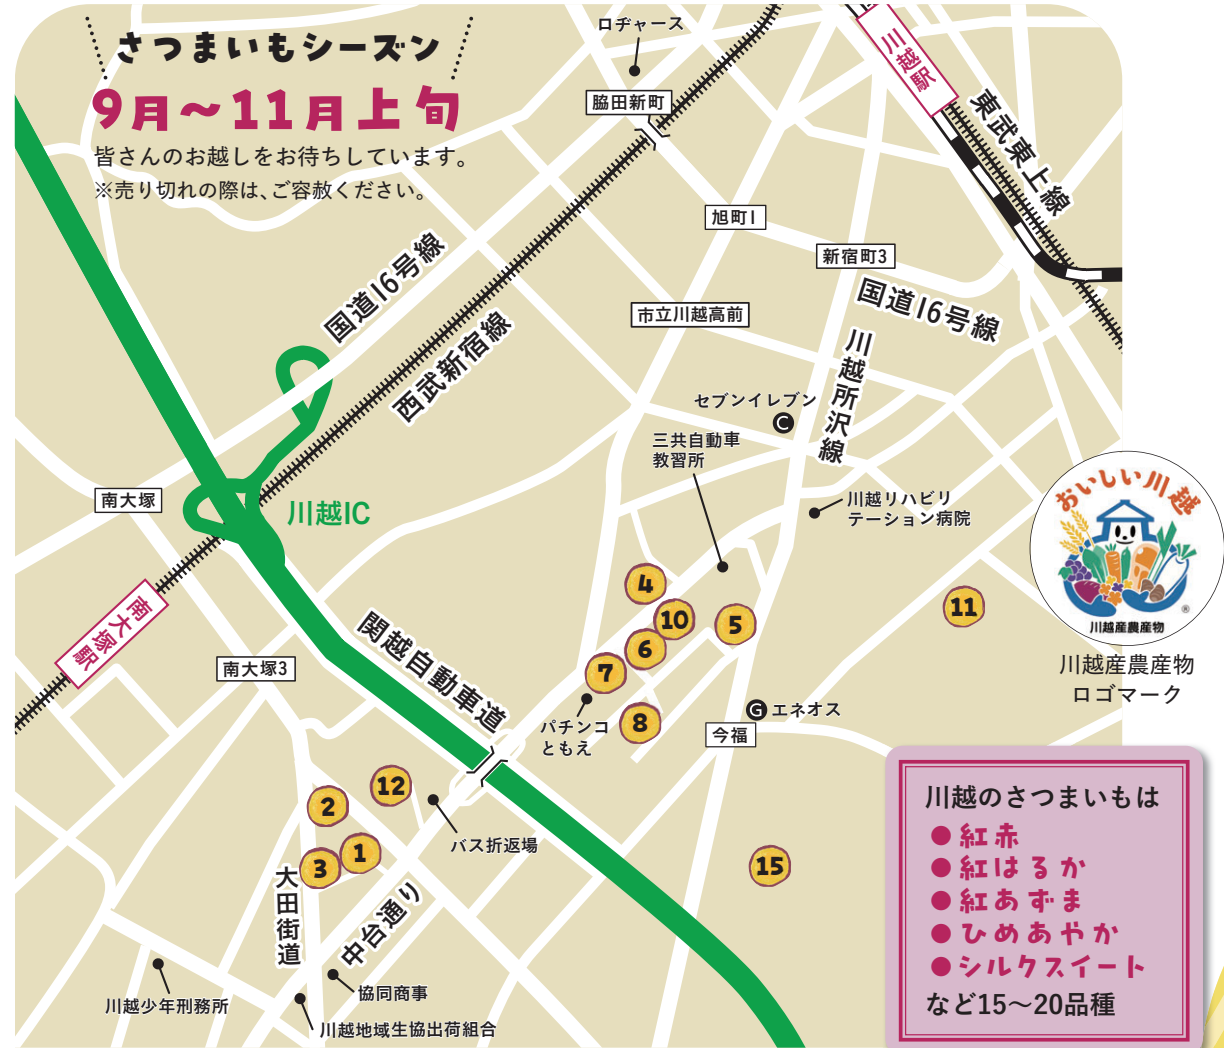 さつまいもシーズン
9月～11月上旬
皆さんのお越しをお待ちしています。
※売り切れの際は、ご容赦ください。
ロヂャース
脇田新町
川越駅
東武東上線
旭町1
新宿町3
国道16号線
市立川越高前
国道16号線
西武新宿線
川越所沢線
セブンイレブン
C
三共自動車
教習所
川越リハビリ
テーション病院
南大塚
川越IC
南大塚駅
南大塚3
関越自動車道
4
10
5
6
7
8
11
パチンコ
ともえ
G エネオス
今福
12
2
1
3
バス折返場
15
大田街道
中台通り
川越少年刑務所
協同商事
川越地域生協出荷組合
おいしい川越
®
川越産農産物
川越産農産物
ロゴマーク
川越のさつまいもは
●紅赤
●紅はるか
●紅あずま
●ひめあやか
●シルクスイート
など15～20品種